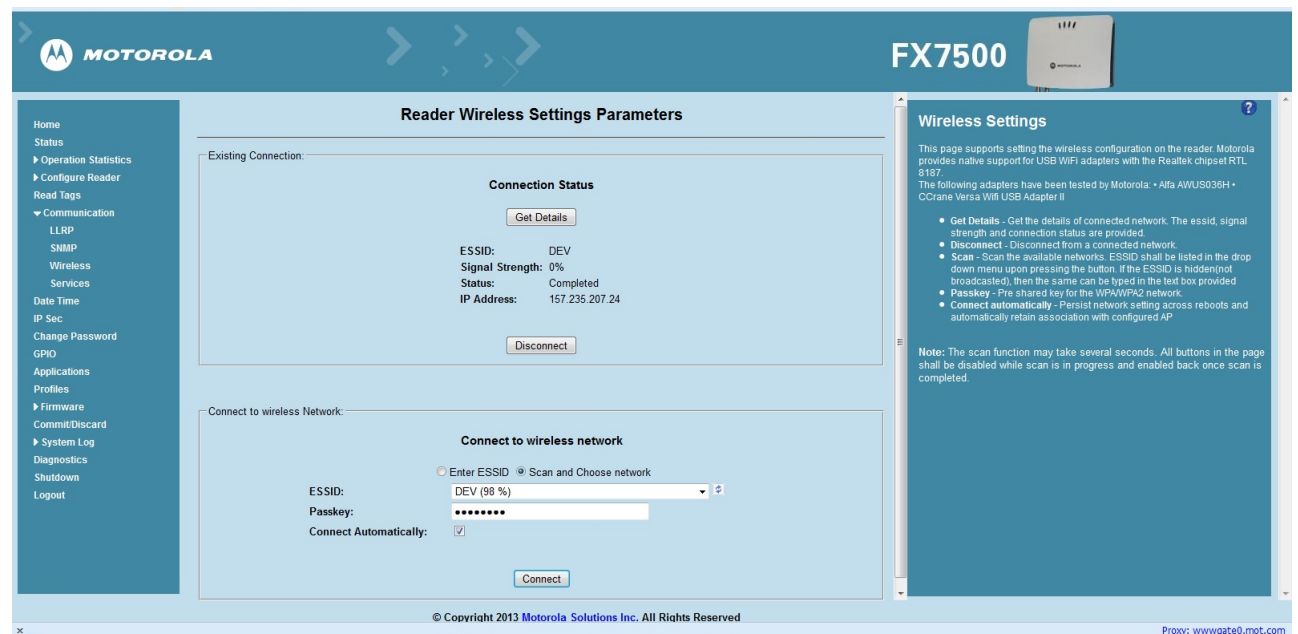 MOTOROLA
FX7500
Home
Status
Operation Statistics
Configure Reader
Read Tags
Communication
LLRP
SNMP
Wireless
Services
Date Time
IP Sec
Change Password
GPIO
Applications
Profiles
Firmware
Commit/Discard
System Log
Diagnostics
Shutdown
Logout
Reader Wireless Settings Parameters
Existing Connection:
Connection Status
Get Details
ESSID: DEV
Signal Strength: 0%
Status: Completed
IP Address: 157.235.207.24
Disconnect
Connect to wireless Network:
Connect to wireless network
Enter ESSID Scan and Choose network
ESSID: DEV (98 %)
Passkey: ••••••••
Connect Automatically:
Connect
Wireless Settings
?
This page supports setting the wireless configuration on the reader. Motorola
provides native support for USB WiFi adapters with the Realtek chipset RTL
8187.
The following adapters have been tested by Motorola: • Alfa AWUS036H •
CCrane Versa Wifi USB Adapter II
• Get Details - Get the details of connected network. The essid, signal
strength and connection status are provided.
• Disconnect - Disconnect from a connected network.
• Scan - Scan the available networks. ESSID shall be listed in the drop
down menu upon pressing the button. If the ESSID is hidden(not
broadcasted), then the same can be typed in the text box provided
• Passkey - Pre shared key for the WPA/WPA2 network.
• Connect automatically - Persist network setting across reboots and
automatically retain association with configured AP
Note: The scan function may take several seconds. All buttons in the page
shall be disabled while scan is in progress and enabled back once scan is
completed.
© Copyright 2013 Motorola Solutions Inc. All Rights Reserved
Proxy: wwwgate0.mot.com